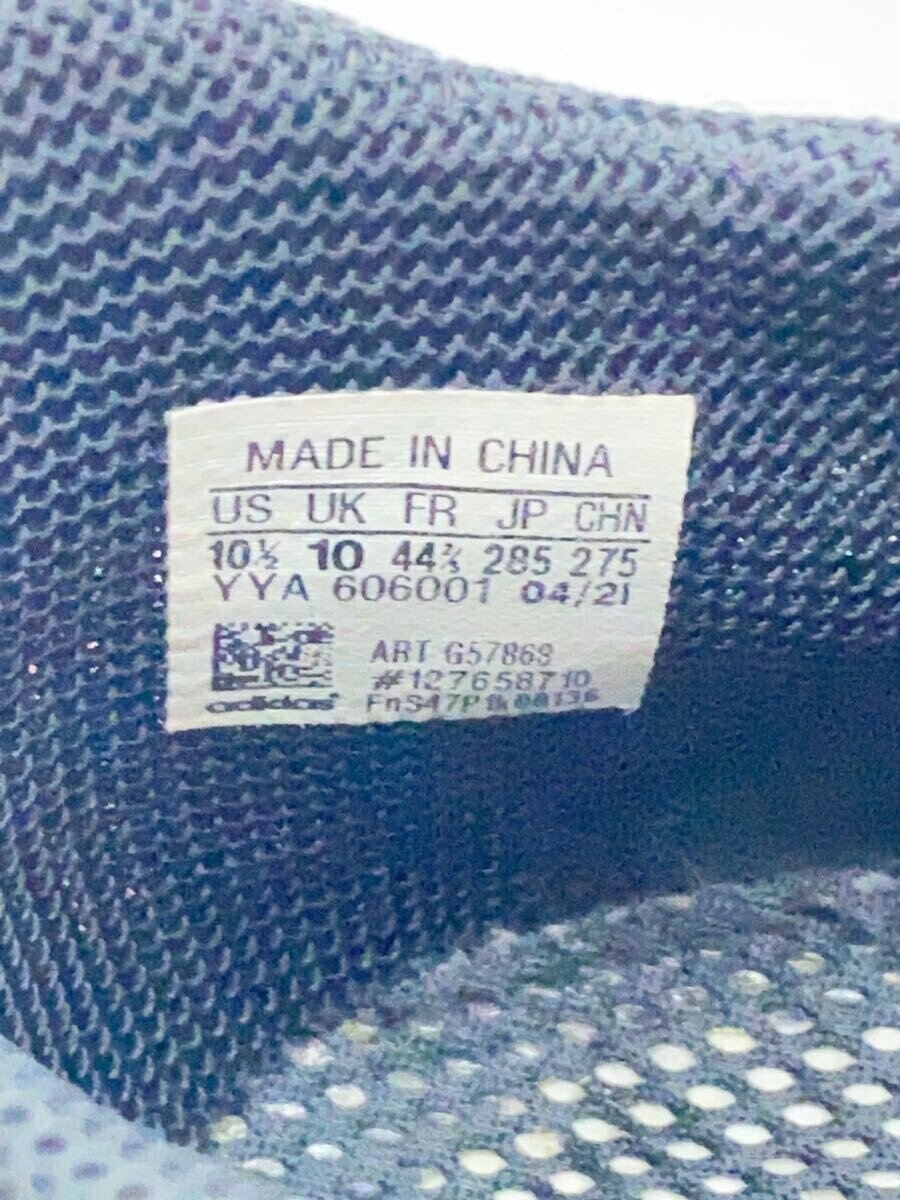 MADE IN CHINA
US UK FR JP CHN
10½ 10 44⅔ 285 275
YYA 606001 04/21
ART G57868
#127658710
adidas